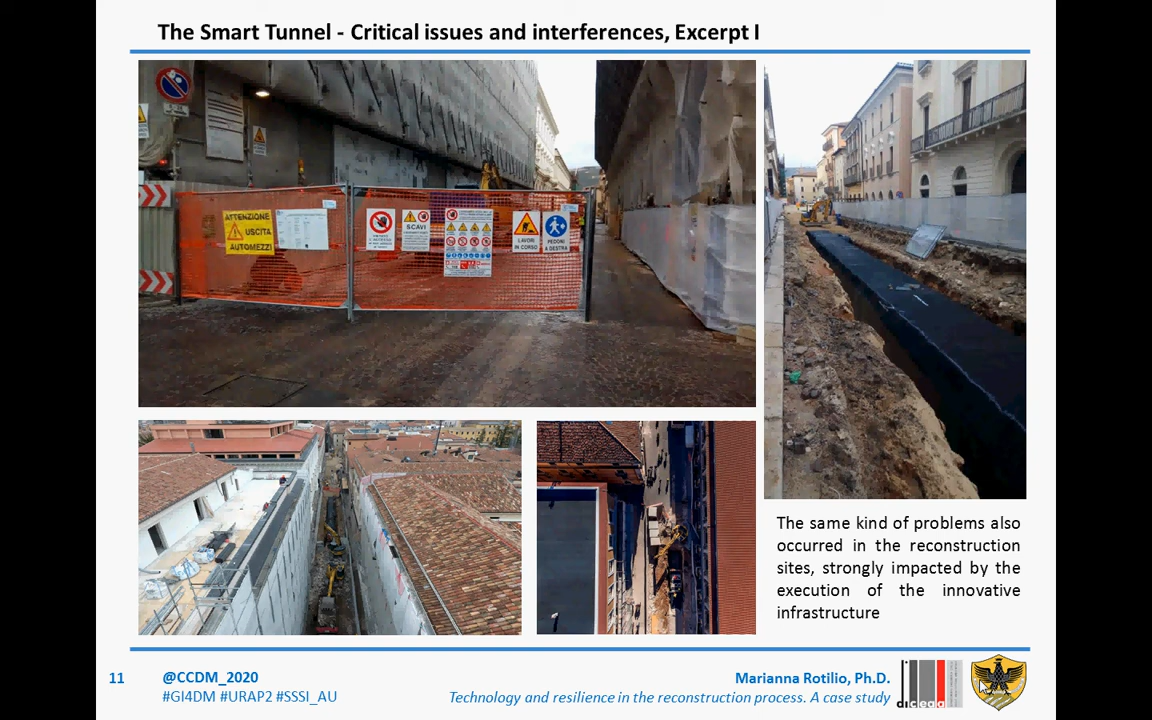 The Smart Tunnel - Critical issues and interferences, Excerpt I
ATTENZIONE
USCITA
AUTOMEZZI
SCAVI
LAVORI
IN CORSO
PEDONI
A DESTRA
The same kind of problems also
occurred in the reconstruction
sites, strongly impacted by the
execution of the innovative
infrastructure
11
@CCDM_2020
#GI4DM #URAP2 #SSSI_AU
Marianna Rotilio, Ph.D.
Technology and resilience in the reconstruction process. A case study
diceaa